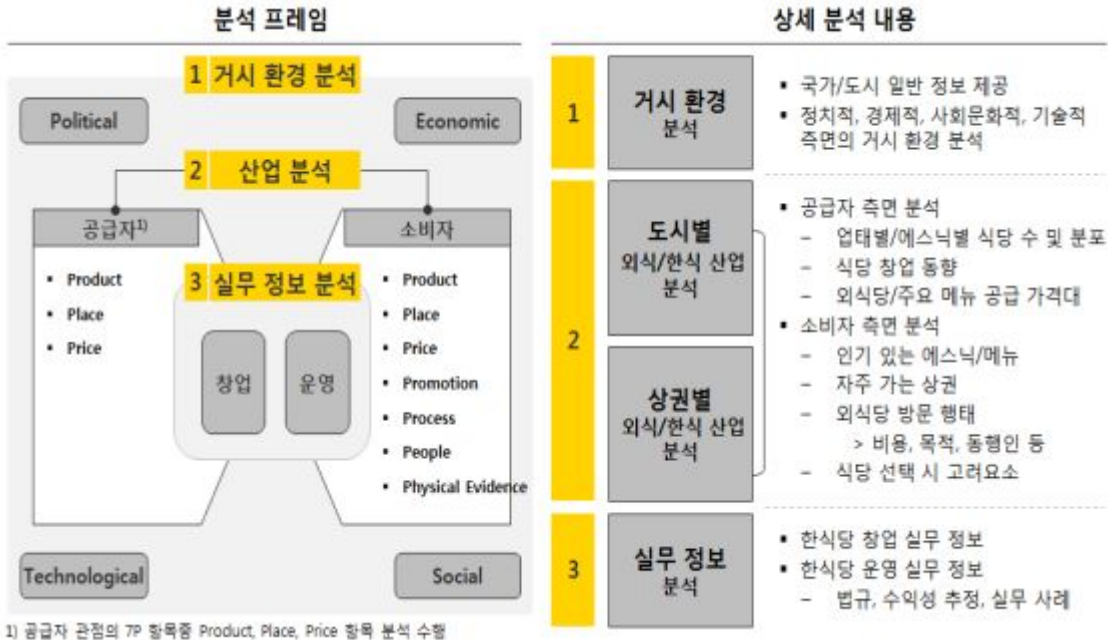 분석 프레임
1 거시 환경 분석
Political
Economic
2 산업 분석
공급자1)
소비자
3 실무 정보 분석
▪ Product
▪ Place
▪ Price
창업
운영
▪ Product
▪ Place
▪ Price
▪ Promotion
▪ Process
▪ People
▪ Physical Evidence
Technological
Social
1) 공급자 관점의 7P 항목중 Product, Place, Price 항목 분석 수행
상세 분석 내용
1
거시 환경
분석
▪ 국가/도시 일반 정보 제공
▪ 정치적, 경제적, 사회문화적, 기술적
측면의 거시 환경 분석
2
도시별
외식/한식 산업
분석
상권별
외식/한식 산업
분석
▪ 공급자 측면 분석
– 업태별/에스닉별 식당 수 및 분포
– 식당 창업 동향
– 외식당/주요 메뉴 공급 가격대
▪ 소비자 측면 분석
– 인기 있는 에스닉/메뉴
– 자주 가는 상권
– 외식당 방문 행태
> 비용, 목적, 동행인 등
– 식당 선택 시 고려요소
3
실무 정보
분석
▪ 한식당 창업 실무 정보
▪ 한식당 운영 실무 정보
– 법규, 수익성 추정, 실무 사례